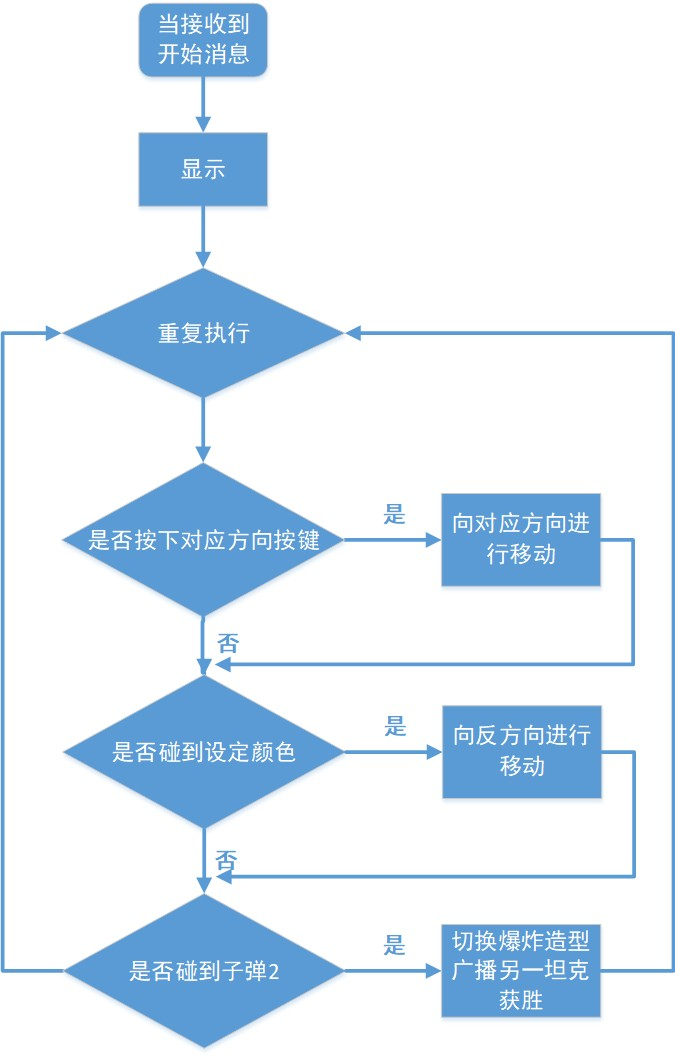 当接收到
开始消息
显示
重复执行
是否按下对应方向按键
是
向对应方向进
行移动
否
是否碰到设定颜色
是
向反方向进行
移动
否
是否碰到子弹2
是
切换爆炸造型
广播另一坦克
获胜